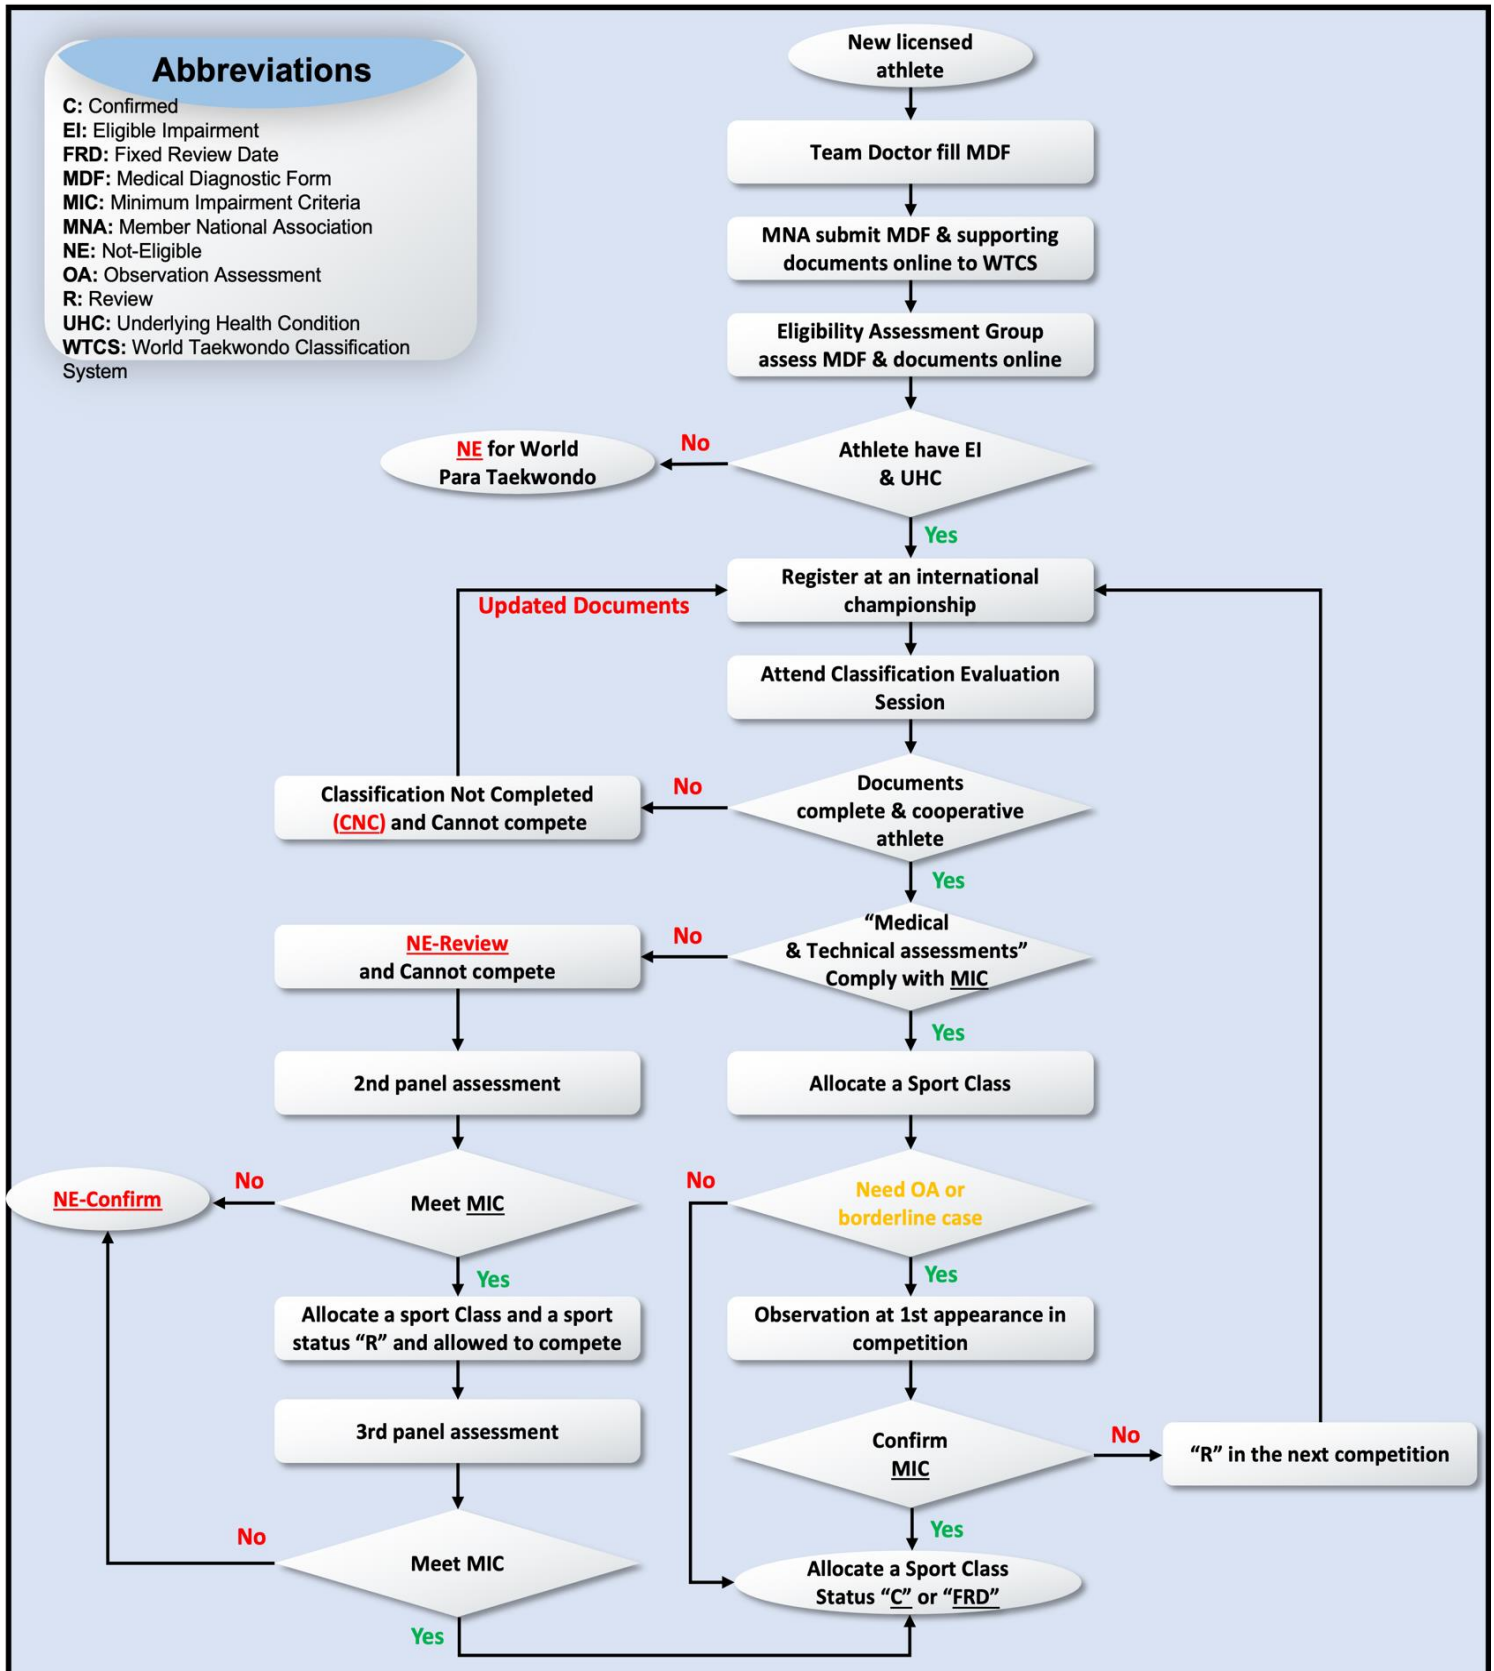 Abbreviations
C: Confirmed
EI: Eligible Impairment
FRD: Fixed Review Date
MDF: Medical Diagnostic Form
MIC: Minimum Impairment Criteria
MNA: Member National Association
NE: Not-Eligible
OA: Observation Assessment
R: Review
UHC: Underlying Health Condition
WTCS: World Taekwondo Classification
System
New licensed
athlete
Team Doctor fill MDF
MNA submit MDF & supporting
documents online to WTCS
Eligibility Assessment Group
assess MDF & documents online
Athlete have EI
& UHC
No
NE for World
Para Taekwondo
Yes
Register at an international
championship
Updated Documents
Attend Classification Evaluation
Session
Documents
complete & cooperative
athlete
No
Classification Not Completed
(CNC) and Cannot compete
Yes
“Medical
& Technical assessments”
Comply with MIC
No
NE-Review
and Cannot compete
Yes
2nd panel assessment
Allocate a Sport Class
Meet MIC
No
NE-Confirm
Yes
Need OA or
borderline case
No
Yes
Allocate a sport Class and a sport
status “R” and allowed to compete
Observation at 1st appearance in
competition
3rd panel assessment
Confirm
MIC
No
“R” in the next competition
Yes
Meet MIC
No
Yes
Allocate a Sport Class
Status “C” or “FRD”